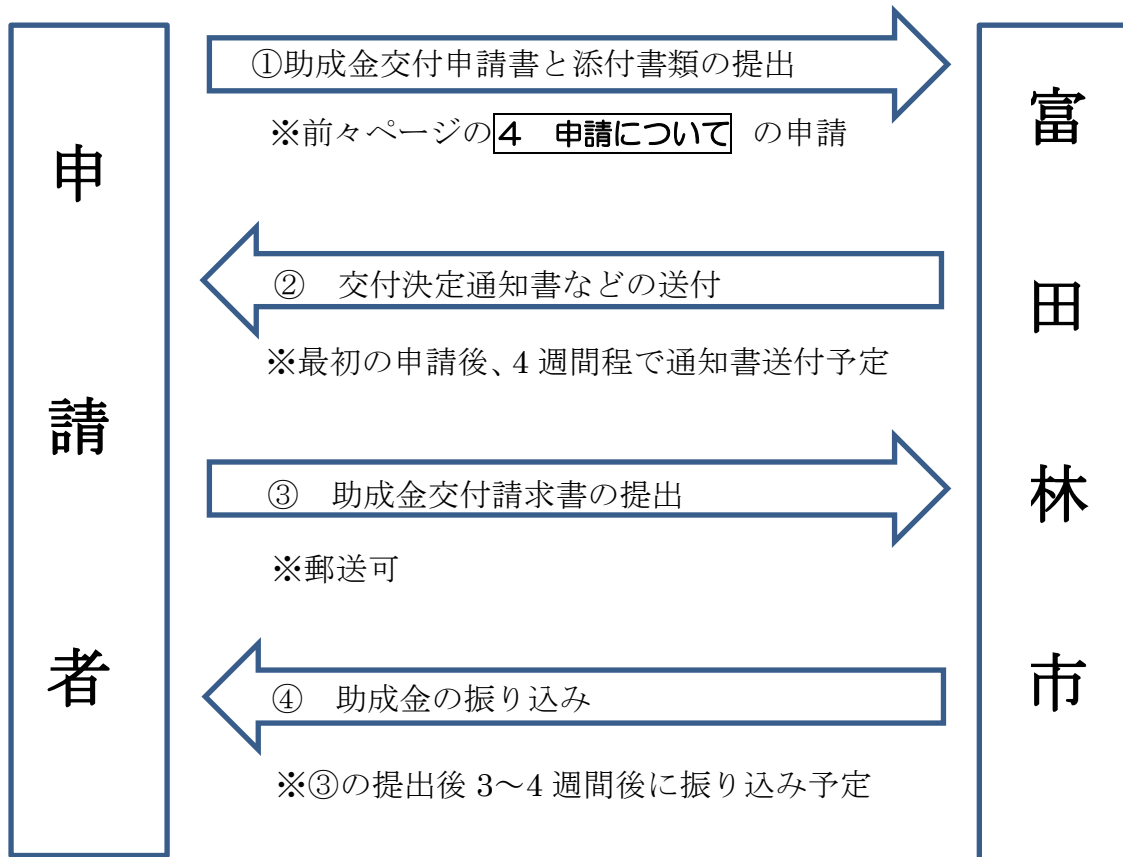 申請者
①助成金交付申請書と添付書類の提出
※前々ページの4　申請について の申請
②　交付決定通知書などの送付
※最初の申請後、4 週間程で通知書送付予定
③　助成金交付請求書の提出
※郵送可
④　助成金の振り込み
※③の提出後 3～4 週間後に振り込み予定
富田林市